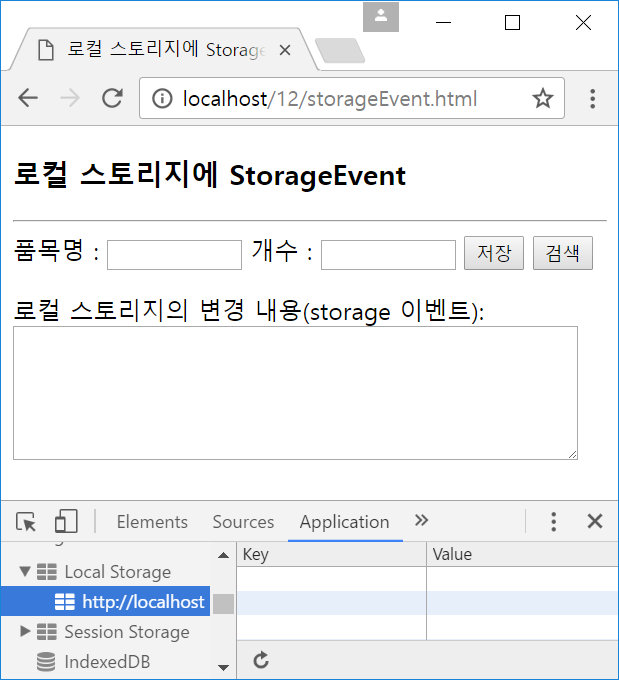 로컬 스토리지에 Storage
localhost/12/storageEvent.html
로컬 스토리지에 StorageEvent
품목명 : 개수 : 저장 검색
로컬 스토리지의 변경 내용(storage 이벤트):
Elements Sources Application
Local Storage
http://localhost
Session Storage
IndexedDB
Key Value